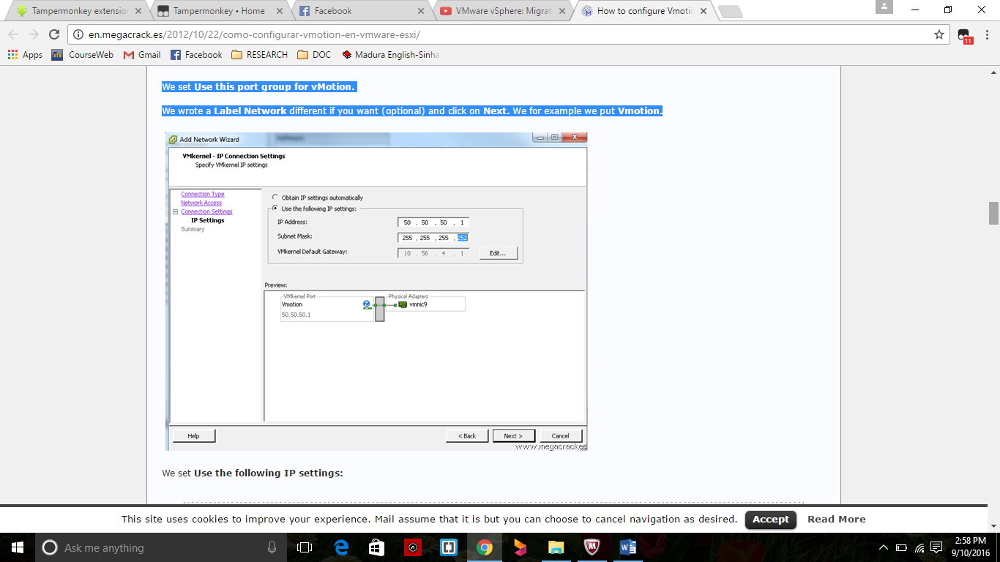 Tampermonkey extension
Tampermonkey • Home
Facebook
VMware vSphere: Migrat
How to configure Vmotio
en.megacrack.es/2012/10/22/como-configurar-vmotion-en-vmware-esxi/
11
Apps
CourseWeb
Gmail
Facebook
RESEARCH
DOC
Madura English-Sinha
We set Use this port group for vMotion.
We wrote a Label Network different if you want (optional) and click on Next. We for example we put Vmotion.
Add Network Wizard
Software
VMkernel - IP Connection Settings
Specify VMkernel IP settings
Connection Type
Network Access
Connection Settings
IP Settings
Summary
Obtain IP settings automatically
Use the following IP settings:
IP Address:
50 . 50 . 50 . 1
Subnet Mask:
255 . 255 . 255 . 252
VMkernel Default Gateway:
10 . 56 . 4 . 1
Edit...
Preview:
VMkernel Port
Vmotion
50.50.50.1
Physical Adapters
vmnic9
Help
< Back
Next >
Cancel
www.megacrack.es
We set Use the following IP settings:
This site uses cookies to improve your experience. Mail assume that it is but you can choose to cancel navigation as desired.
Accept
Read More
Ask me anything
2:58 PM
9/10/2016